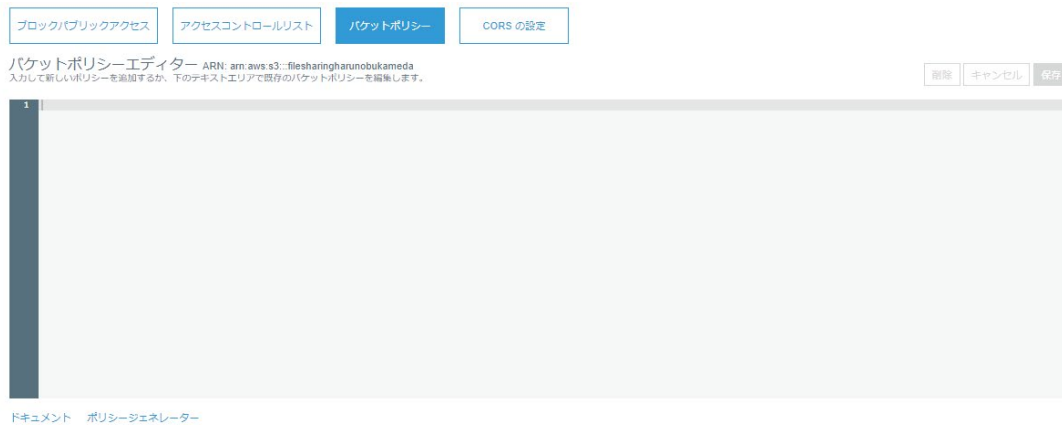 ブロックパブリックアクセス アクセスコントロールリスト バケットポリシー CORS の設定
バケットポリシーエディター ARN: arn:aws:s3:::filesharingharunobukameda
入力して新しいポリシーを追加するか、下のテキストエリアで既存のバケットポリシーを編集します。
削除 キャンセル 保存
1
ドキュメント ポリシージェネレーター